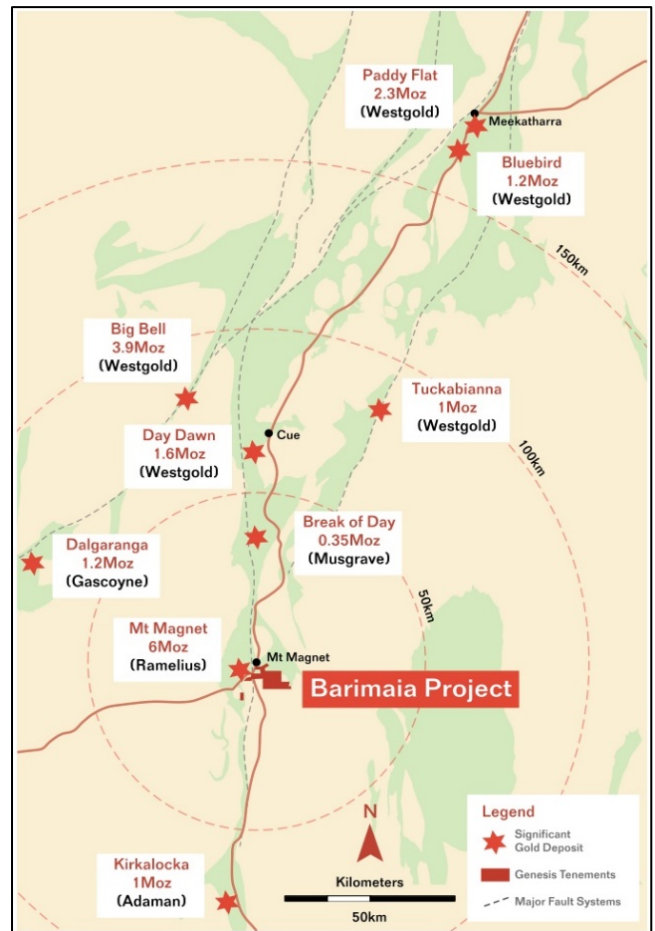 Paddy Flat
2.3Moz
(Westgold)
Meekatharra
Bluebird
1.2Moz
(Westgold)
150km
Big Bell
3.9Moz
(Westgold)
Tuckabianna
1Moz
(Westgold)
Cue
Day Dawn
1.6Moz
(Westgold)
100km
Break of Day
0.35Moz
(Musgrave)
Dalgaranga
1.2Moz
(Gascoyne)
50km
Mt Magnet
6Moz
(Ramelius)
Mt Magnet
Barimaia Project
N
Kilometers
50km
Kirkalocka
1Moz
(Adaman)
Legend
Significant
Gold Deposit
Genesis Tenements
Major Fault Systems